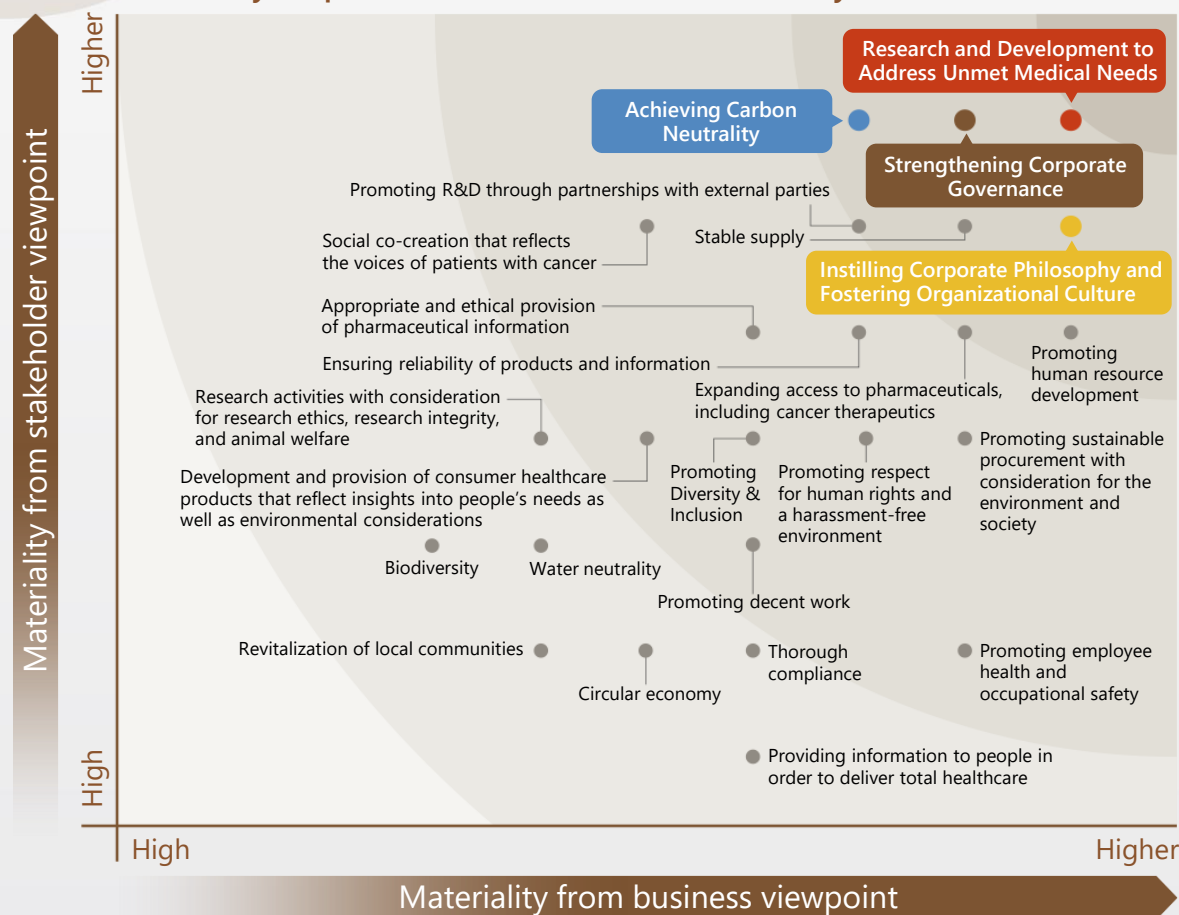 Higher
Research and Development to
Address Unmet Medical Needs
Achieving Carbon
Neutrality
Strengthening Corporate
Governance
Promoting R&D through partnerships with external parties
Stable supply
Social co-creation that reflects
the voices of patients with cancer
Instilling Corporate Philosophy and
Fostering Organizational Culture
Appropriate and ethical provision
of pharmaceutical information
Ensuring reliability of products and information
Promoting
human resource
development
Expanding access to pharmaceuticals,
including cancer therapeutics
Research activities with consideration
for research ethics, research integrity,
and animal welfare
Promoting sustainable
procurement with
consideration for the
environment and
society
Development and provision of consumer healthcare
products that reflect insights into people's needs as
well as environmental considerations
Promoting
Diversity &
Inclusion
Promoting respect
for human rights and
a harassment-free
environment
Biodiversity
Water neutrality
Promoting decent work
Revitalization of local communities
Circular economy
Thorough
compliance
Promoting employee
health and
occupational safety
Providing information to people in
order to deliver total healthcare
High
Materiality from stakeholder viewpoint
High
Higher
Materiality from business viewpoint